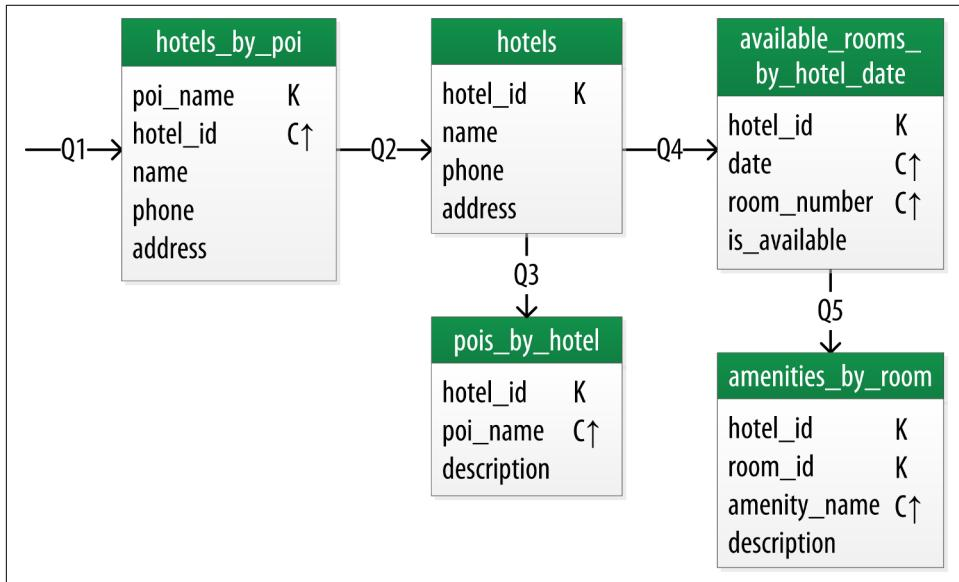 Q1
hotels_by_poi
poi_name K
hotel_id C↑
name
phone
address
Q2
hotels
hotel_id K
name
phone
address
Q3
pois_by_hotel
hotel_id K
poi_name C↑
description
Q4
available_rooms_
by_hotel_date
hotel_id K
date C↑
room_number C↑
is_available
Q5
amenities_by_room
hotel_id K
room_id K
amenity_name C↑
description